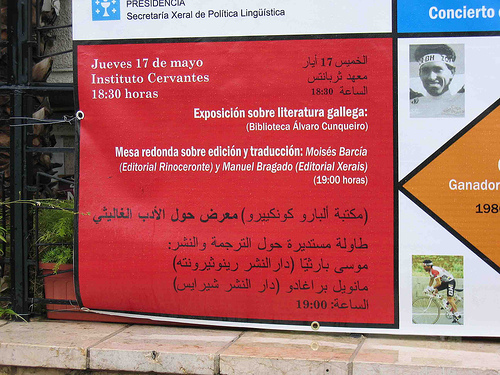 PRESIDENCIA
Secretaría Xeral de Política Lingüística
Concierto
Jueves 17 de mayo
Instituto Cervantes
18:30 horas
الخميس 17 أيار
معهد ثربانتس
الساعة 18:30
Exposición sobre literatura gallega:
(Biblioteca Álvaro Cunqueiro)
Mesa redonda sobre edición y traducción: Moisés Barcia
(Editorial Rinoceronte) y Manuel Bragado (Editorial Xerais)
(19:00 horas)
(مكتبة ألبارو كونكييرو) معرض حول الأدب الغاليثي
طاولة مستديرة حول الترجمة والنشر:
موسى بارثيّا (دار النشر رينوثيرونته)
مانويل براغادو (دار النشر شيرايس)
الساعة: 19:00
Ganador
198